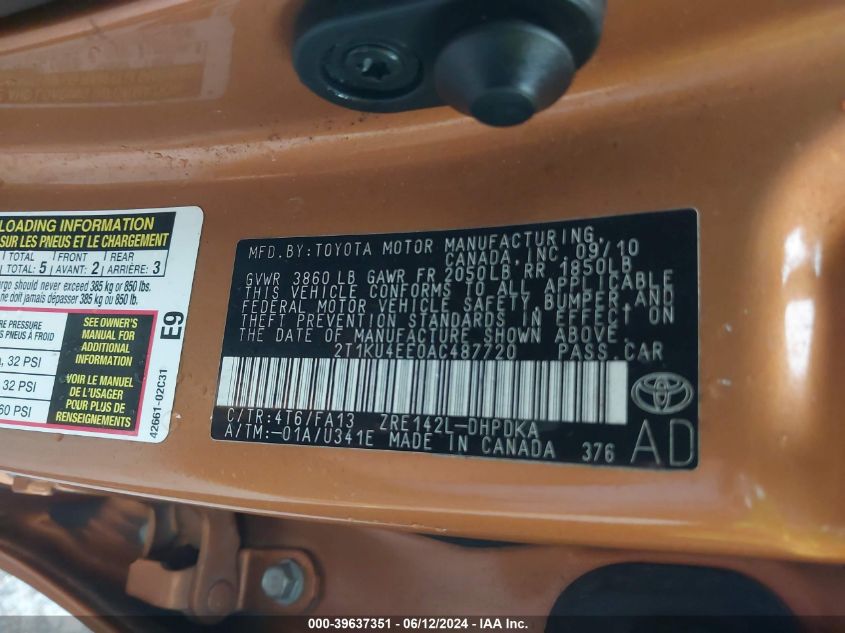 LOADING INFORMATION
SUR LES PNEUS ET LE CHARGEMENT
TOTAL: 5
FRONT
AVANT: 2
REAR
ARRIÈRE: 3
should never exceed 385 kg or 850 lbs.
ne doit jamais dépasser 385 kg ou 850 lb.
PRESSURE
PNEUS À FROID
32 PSI
32 PSI
60 PSI
SEE OWNER'S
MANUAL FOR
ADDITIONAL
INFORMATION
VOIR LE MANUEL
DE L'USAGER
POUR PLUS DE
RENSEIGNEMENTS
E9
42661-02C31
MFD.BY:TOYOTA MOTOR MANUFACTURING
CANADA,INC.09/10
GVWR 3860 LB GAWR FR 2050LB RR 1850LB
THIS VEHICLE CONFORMS TO ALL APPLICABLE
FEDERAL MOTOR VEHICLE SAFETY, BUMPER, AND
THEFT PREVENTION STANDARDS IN EFFECT ON
THE DATE OF MANUFACTURE SHOWN ABOVE.
2T1KU4EE0AC487720 PASS.CAR
C/TR:4T6/FA13 ZRE142L-DHPDKA
A/TM:-01A/U341E MADE IN CANADA 376
AD
000-39637351 - 06/12/2024 - IAA Inc.